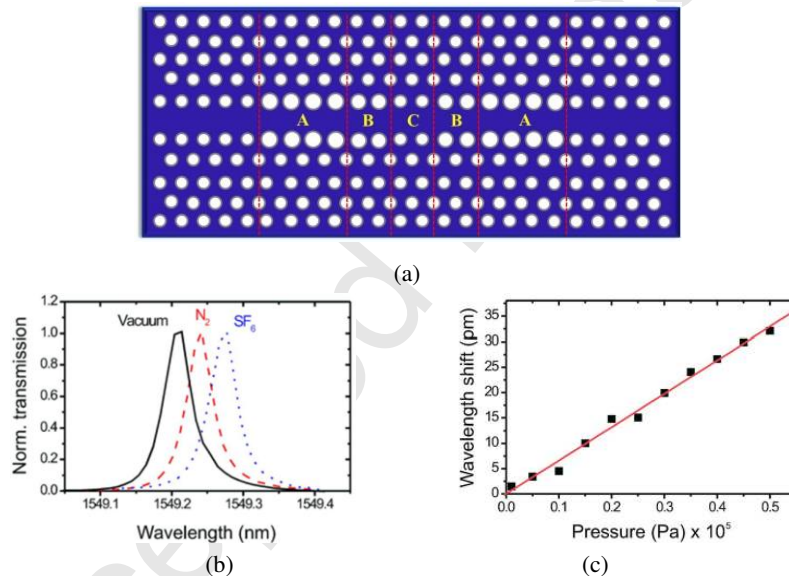 A B C B A
(a)
Norm. transmission
1.2
1.0
0.8
0.6
0.4
0.2
0.0
Vacuum
N2
SF6
1549.1 1549.2 1549.3 1549.4
Wavelength (nm)
(b)
Wavelength shift (pm)
35
30
25
20
15
10
5
0
0.0 0.1 0.2 0.3 0.4 0.5
Pressure (Pa) x 10^5
(c)